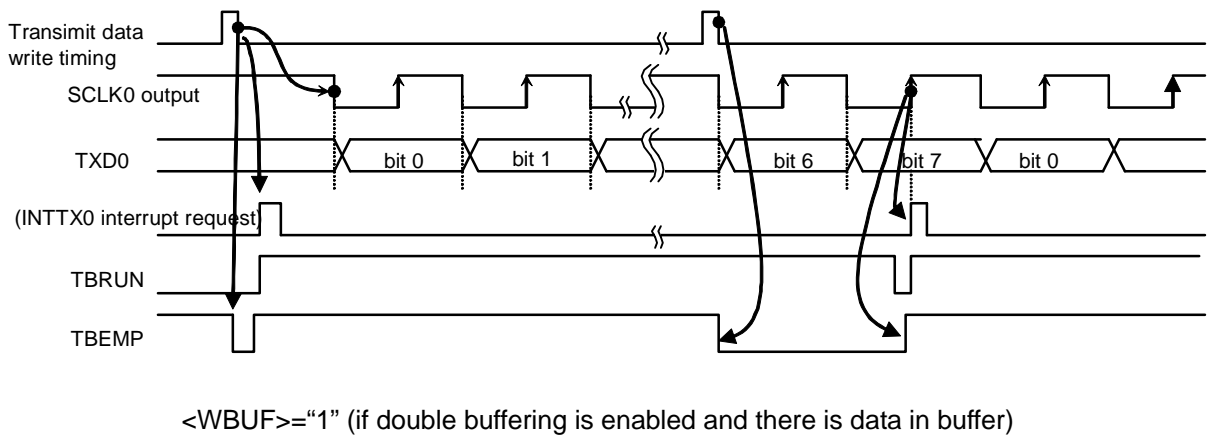 Transimit data
write timing
SCLK0 output
TXD0
bit 0
bit 1
bit 6
bit 7
bit 0
(INTTX0 interrupt request)
TBRUN
TBEMP
<WBUF>=“1” (if double buffering is enabled and there is data in buffer)